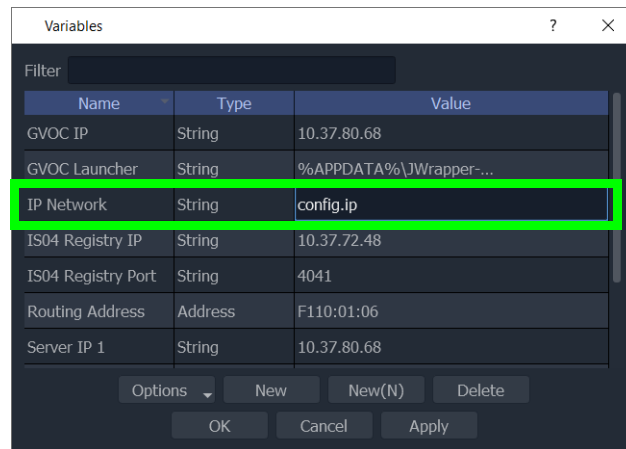 Variables ?
Filter
Name Type Value
GVOC IP String 10.37.80.68
GVOC Launcher String %APPDATA%\JWrapper-...
IP Network String config.ip
IS04 Registry IP String 10.37.72.48
IS04 Registry Port String 4041
Routing Address Address F110:01:06
Server IP 1 String 10.37.80.68
Options New New(N) Delete
OK Cancel Apply